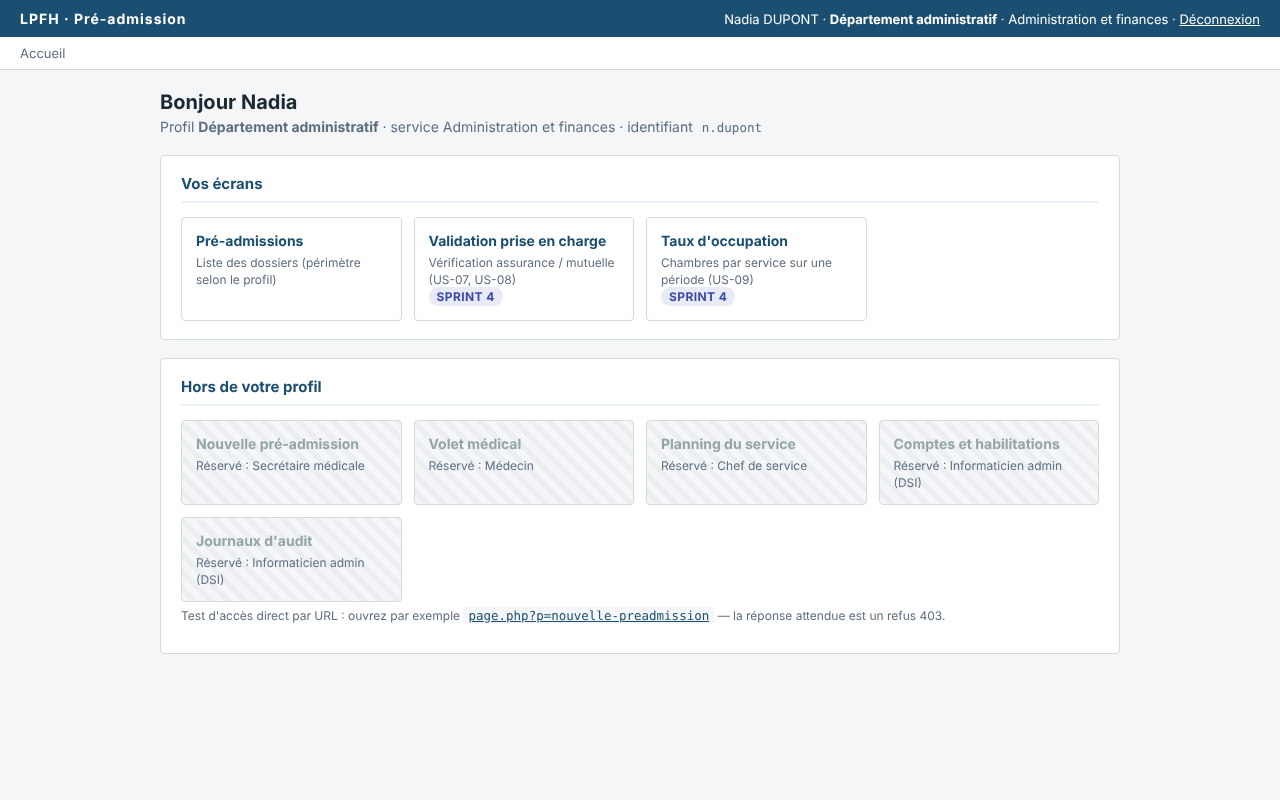 LPFH · Pré-admission
Nadia DUPONT · Département administratif · Administration et finances · Déconnexion
Accueil
Bonjour Nadia
Profil Département administratif · service Administration et finances · identifiant n.dupont
Vos écrans
Pré-admissions
Liste des dossiers (périmètre
selon le profil)
Validation prise en charge
Vérification assurance / mutuelle
(US-07, US-08)
SPRINT 4
Taux d'occupation
Chambres par service sur une
période (US-09)
SPRINT 4
Hors de votre profil
Nouvelle pré-admission
Réservé : Secrétaire médicale
Volet médical
Réservé : Médecin
Planning du service
Réservé : Chef de service
Comptes et habilitations
Réservé : Informaticien admin
(DSI)
Journaux d'audit
Réservé : Informaticien admin
(DSI)
Test d'accès direct par URL : ouvrez par exemple page.php?p=nouvelle-preadmission — la réponse attendue est un refus 403.